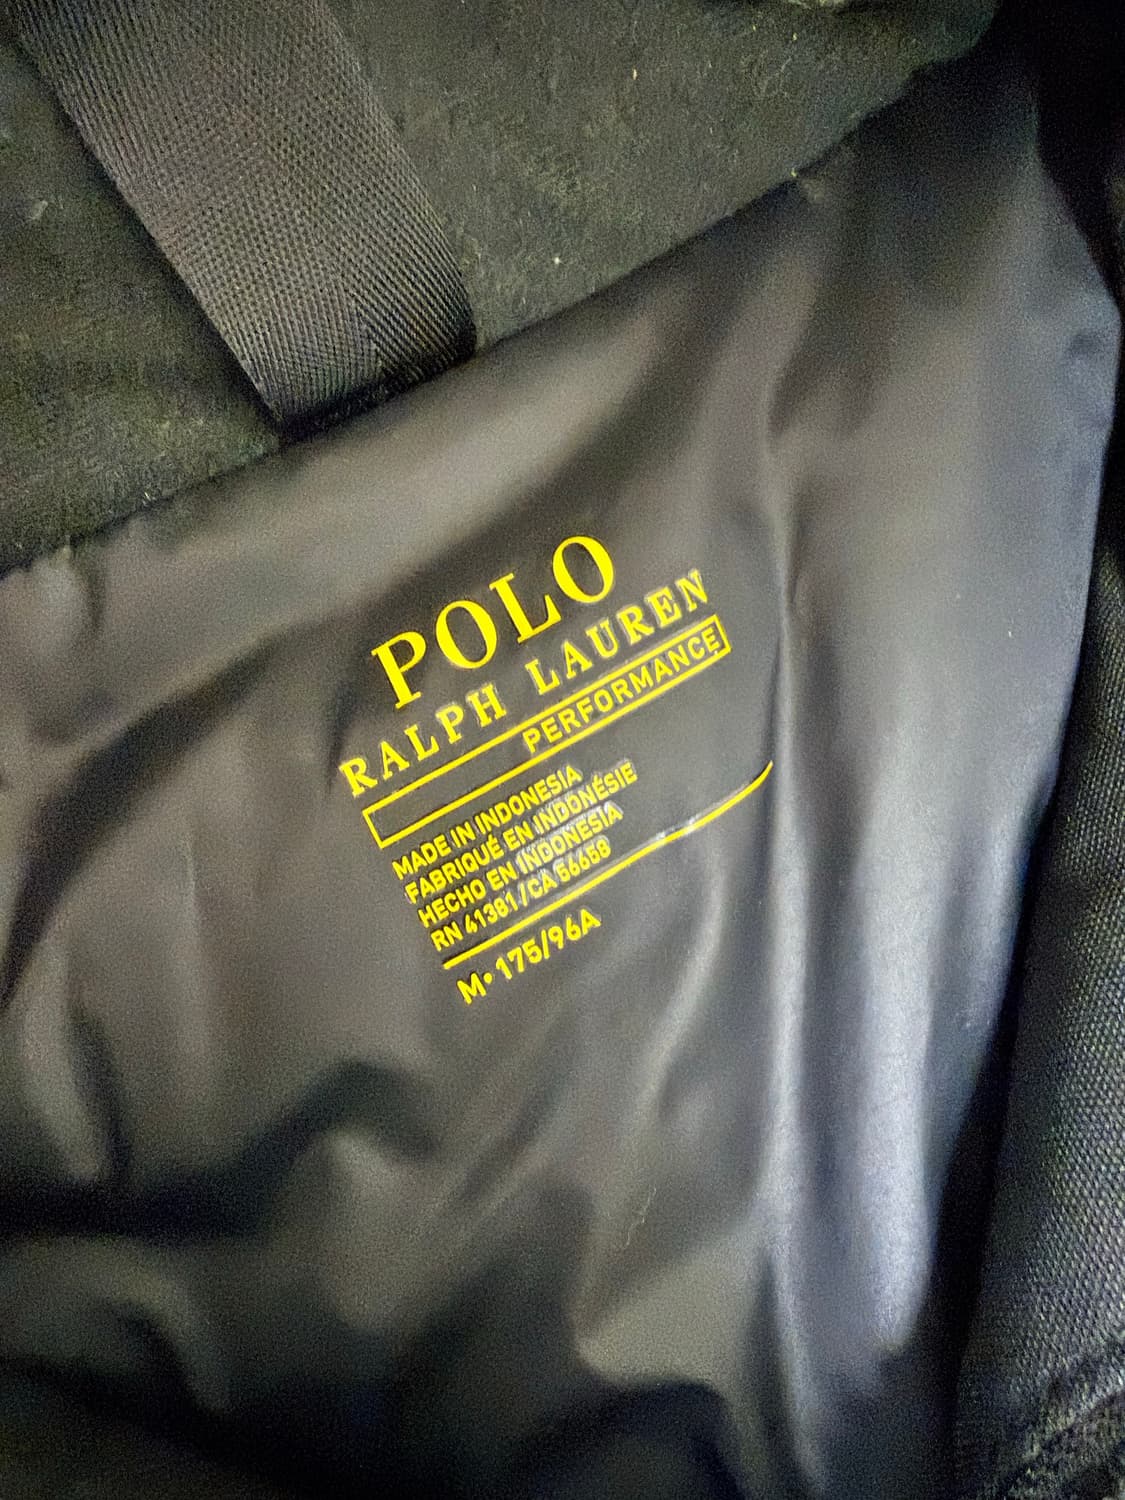 POLO
RALPH LAUREN
PERFORMANCE
MADE IN INDONESIA
FABRIQUÉ EN INDONÉSIE
HECHO EN INDONESIA
RN 41381 / CA 56658
M• 175/96A